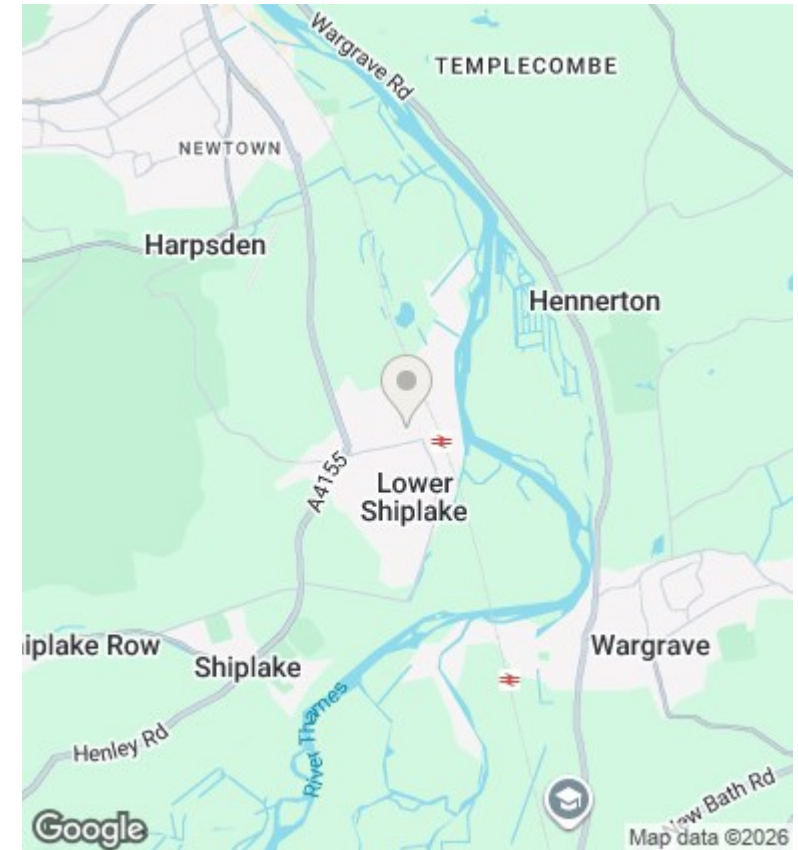 Wargrave Rd
TEMPLECOMBE
NEWTOWN
Harpsden
Hennerton
A4155
Lower
Shiplake
iplake Row
Shiplake
Wargrave
River Thames
Henley Rd
New Bath Rd
Google
Map data ©2026